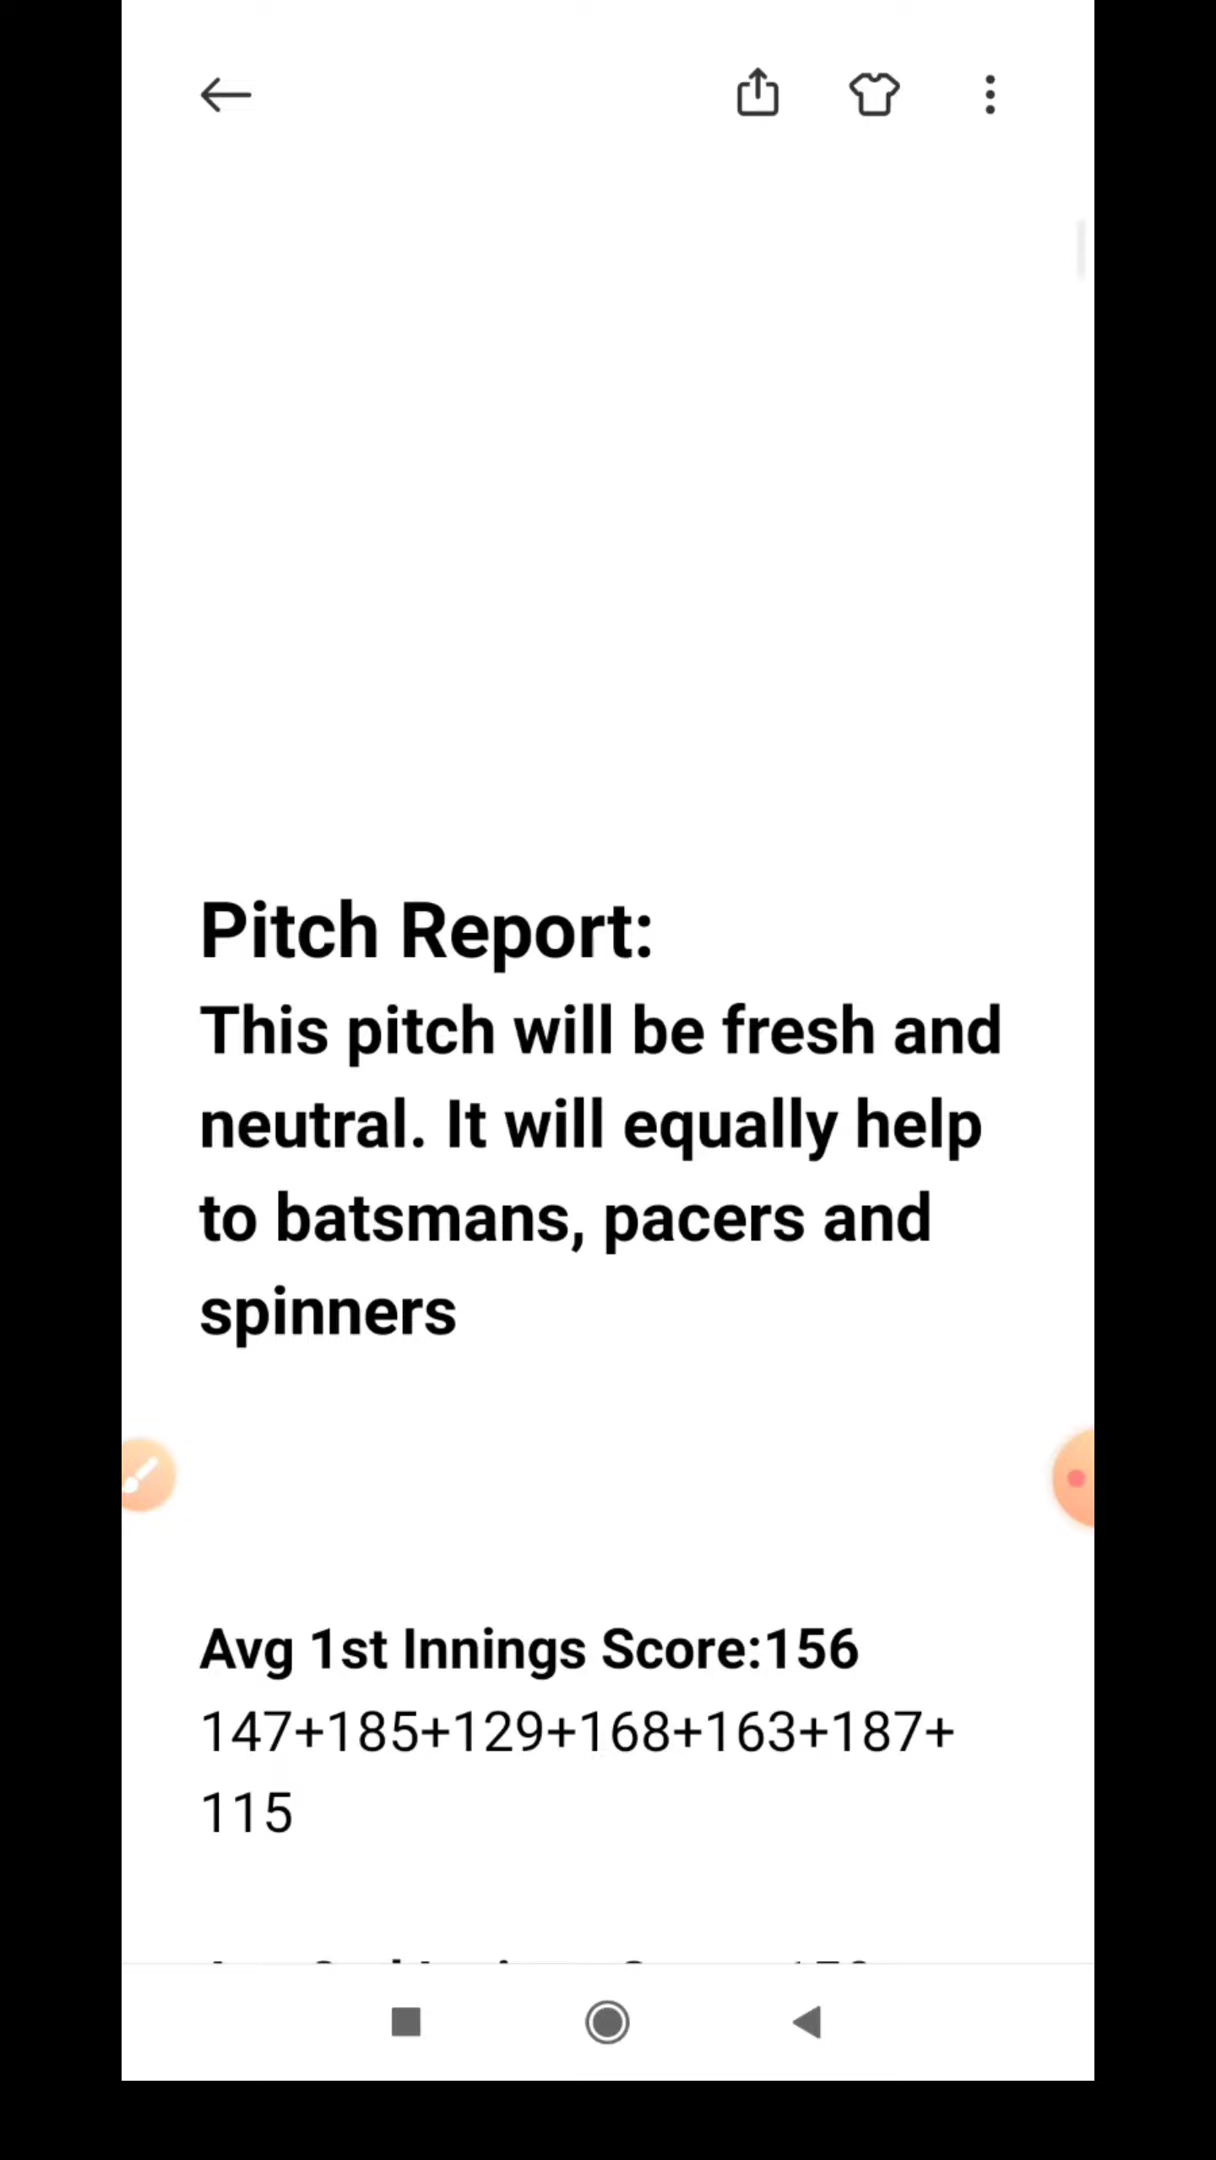 Pitch Report:
This pitch will be fresh and
neutral. It will equally help
to batsmans, pacers and
spinners
Avg 1st Innings Score:156
147+185+129+168+163+187+
115